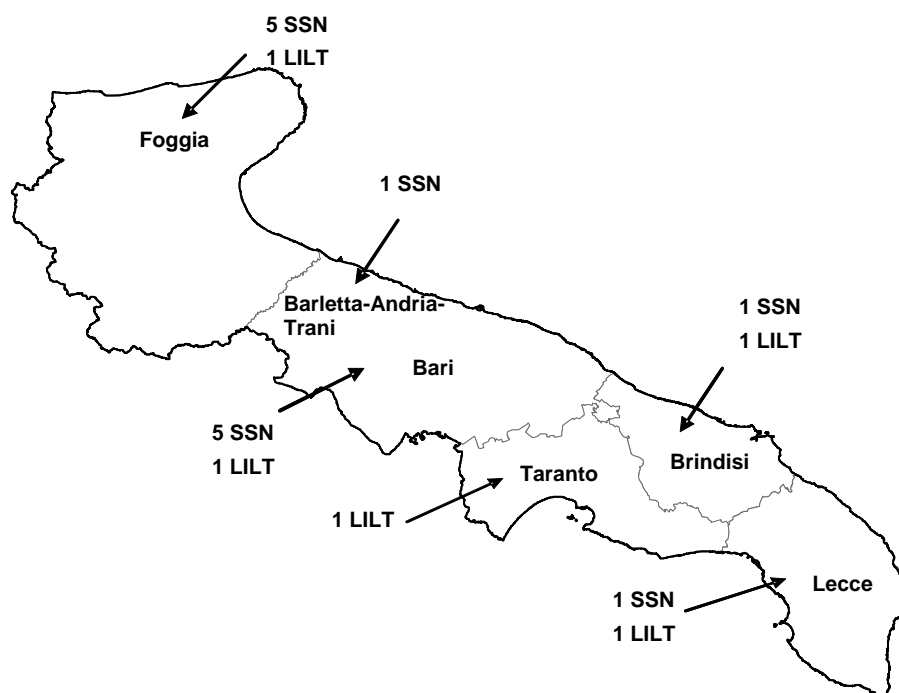 5 SSN
1 LILT
Foggia
1 SSN
Barletta-Andria-
Trani
1 SSN
1 LILT
Bari
5 SSN
1 LILT
Brindisi
Taranto
1 LILT
Lecce
1 SSN
1 LILT